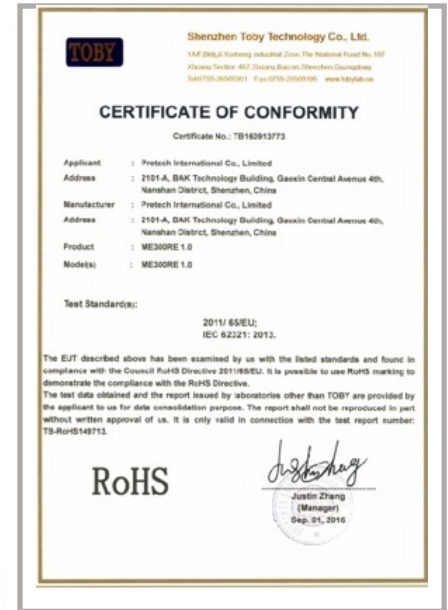 TOBY
Shenzhen Toby Technology Co., Ltd.
CERTIFICATE OF CONFORMITY
Certificate No.: TB160913773
Applicant : Pretech International Co., Limited
Address : 2101-A, BAK Technology Building, Gaoxin Central Avenue 4th,
Nanshan District, Shenzhen, China
Manufacturer : Pretech International Co., Limited
Address : 2101-A, BAK Technology Building, Gaoxin Central Avenue 4th,
Nanshan District, Shenzhen, China
Product : ME300RE 1.0
Model(s) : ME300RE 1.0
Test Standard(s):
2011/ 65/EU;
IEC 62321: 2013.
The EUT described above has been examined by us with the listed standards and found in
compliance with the Council RoHS Directive 2011/65/EU. It is possible to use RoHS marking to
demonstrate the compliance with the RoHS Directive.
The test data obtained and the report issued by laboratories other than TOBY are provided by
the applicant to us for data consolidation purpose. The report shall not be reproduced in part
without written approval of us. It is only valid in connection with the test report number:
TB-RoHS149713.
RoHS
Justin Zhang
(Manager)
Sep. 01, 2016